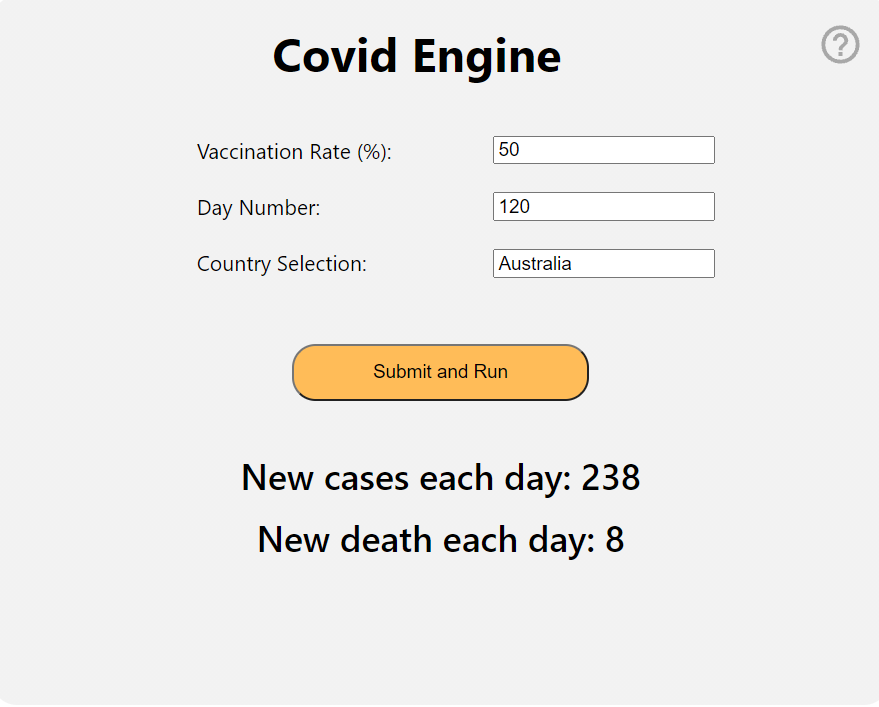 Covid Engine
?
Vaccination Rate (%): 50
Day Number: 120
Country Selection: Australia
Submit and Run
New cases each day: 238
New death each day: 8